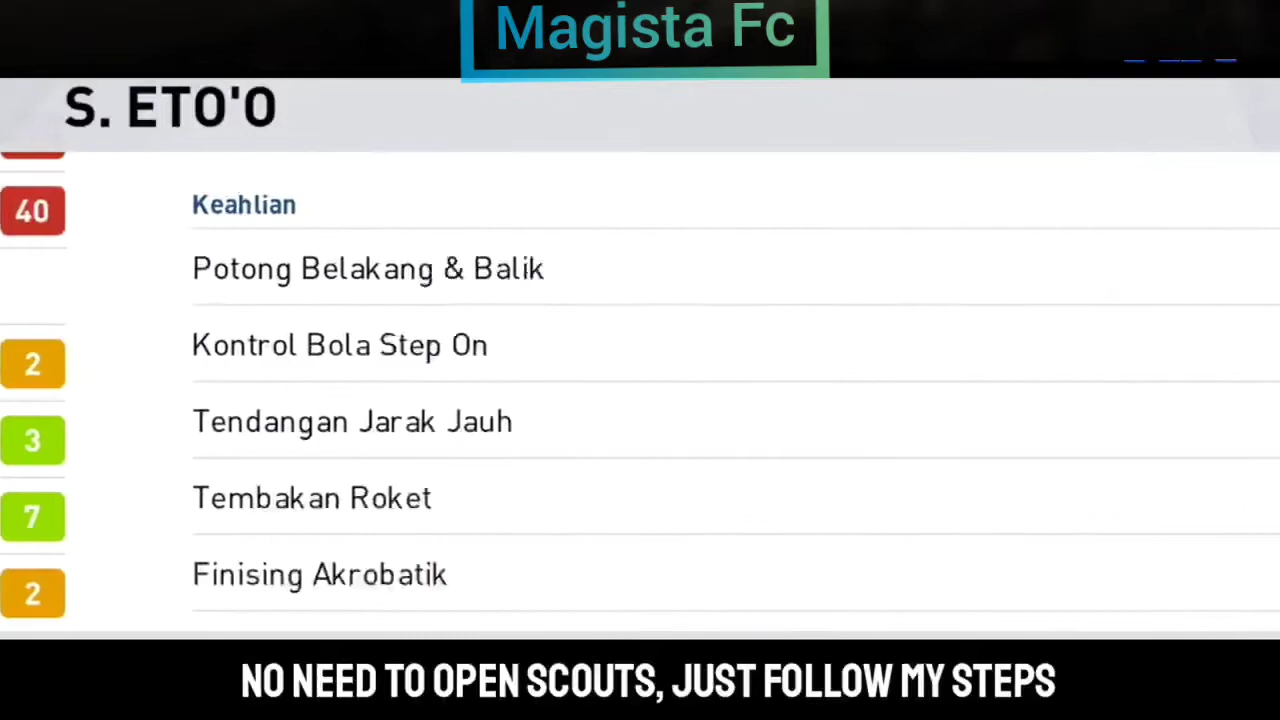 Magista Fc
S. ETO'O
40
Keahlian
Potong Belakang & Balik
2
Kontrol Bola Step On
3
Tendangan Jarak Jauh
7
Tembakan Roket
2
Finising Akrobatik
NO NEED TO OPEN SCOUTS, JUST FOLLOW MY STEPS